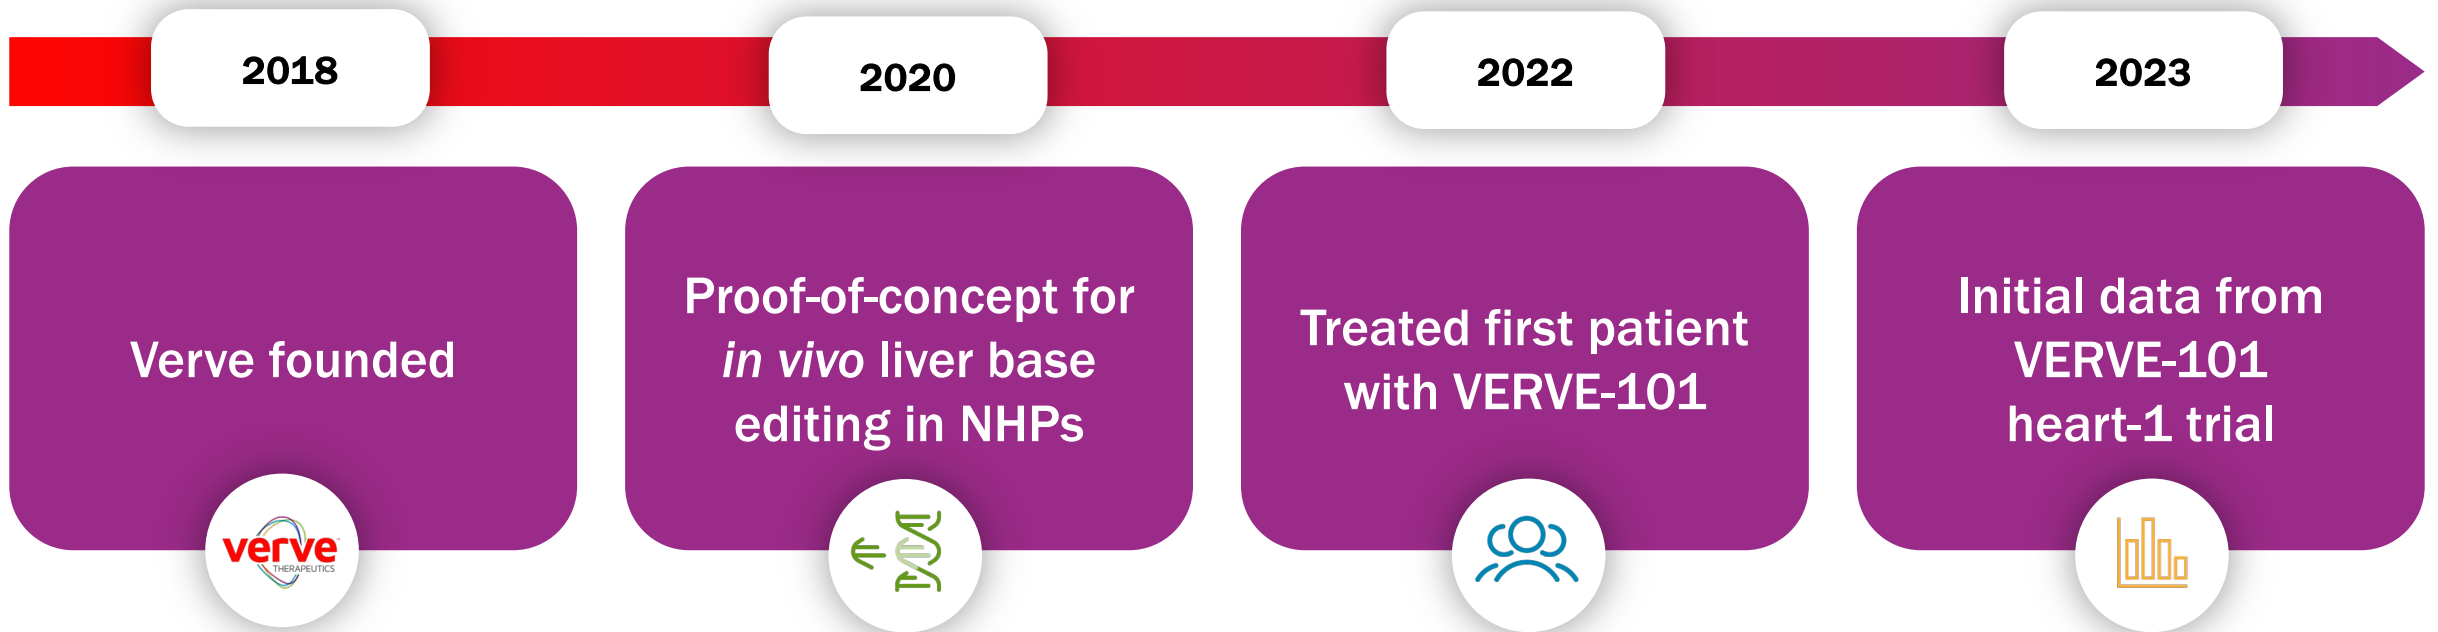 2018
2020
2022
2023
Verve founded
Proof-of-concept for
in vivo liver base
editing in NHPs
Treated first patient
with VERVE-101
Initial data from
VERVE-101
heart-1 trial
verve™
THERAPEUTICS